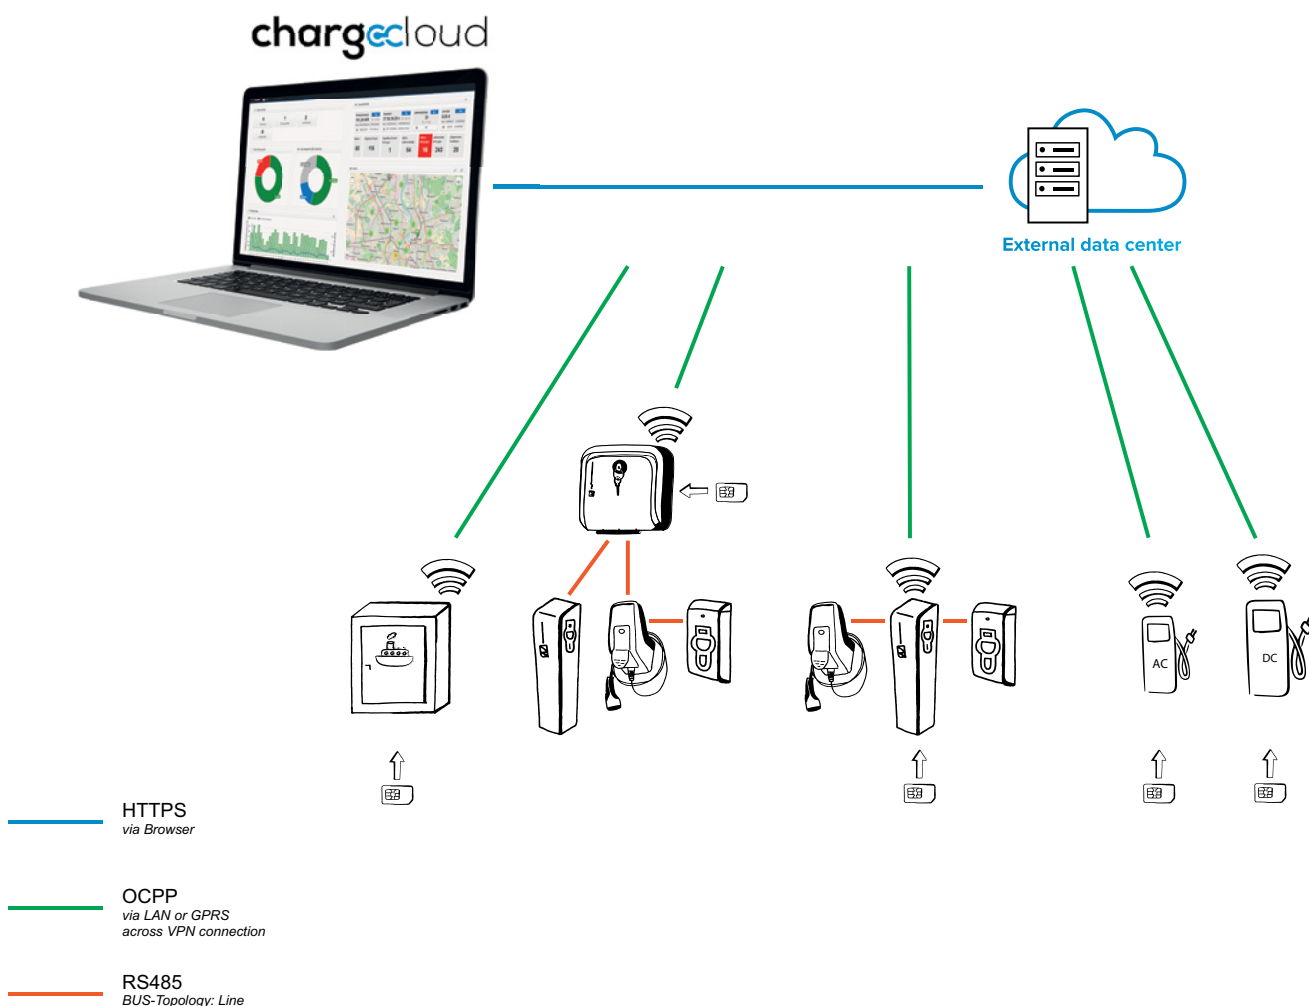 chargecloud
External data center
AC
DC
HTTPS
via Browser
OCPP
via LAN or GPRS
across VPN connection
RS485
BUS-Topology: Line